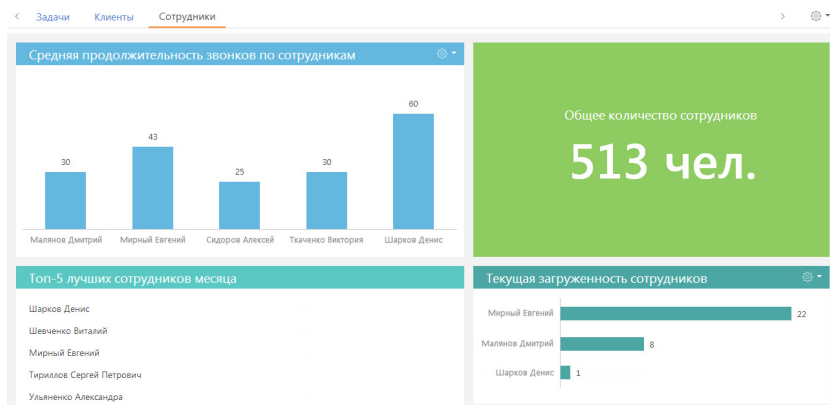 Задачи Клиенты Сотрудники
Средняя продолжительность звонков по сотрудникам
30
43
25
30
60
Малянов Дмитрий Мирный Евгений Сидоров Алексей Ткаченко Виктория Шарков Денис
Общее количество сотрудников
513 чел.
Топ-5 лучших сотрудников месяца
Шарков Денис
Шевченко Виталий
Мирный Евгений
Тириллов Сергей Петрович
Ульяненко Александра
Текущая загруженность сотрудников
Мирный Евгений 22
Малянов Дмитрий 8
Шарков Денис 1